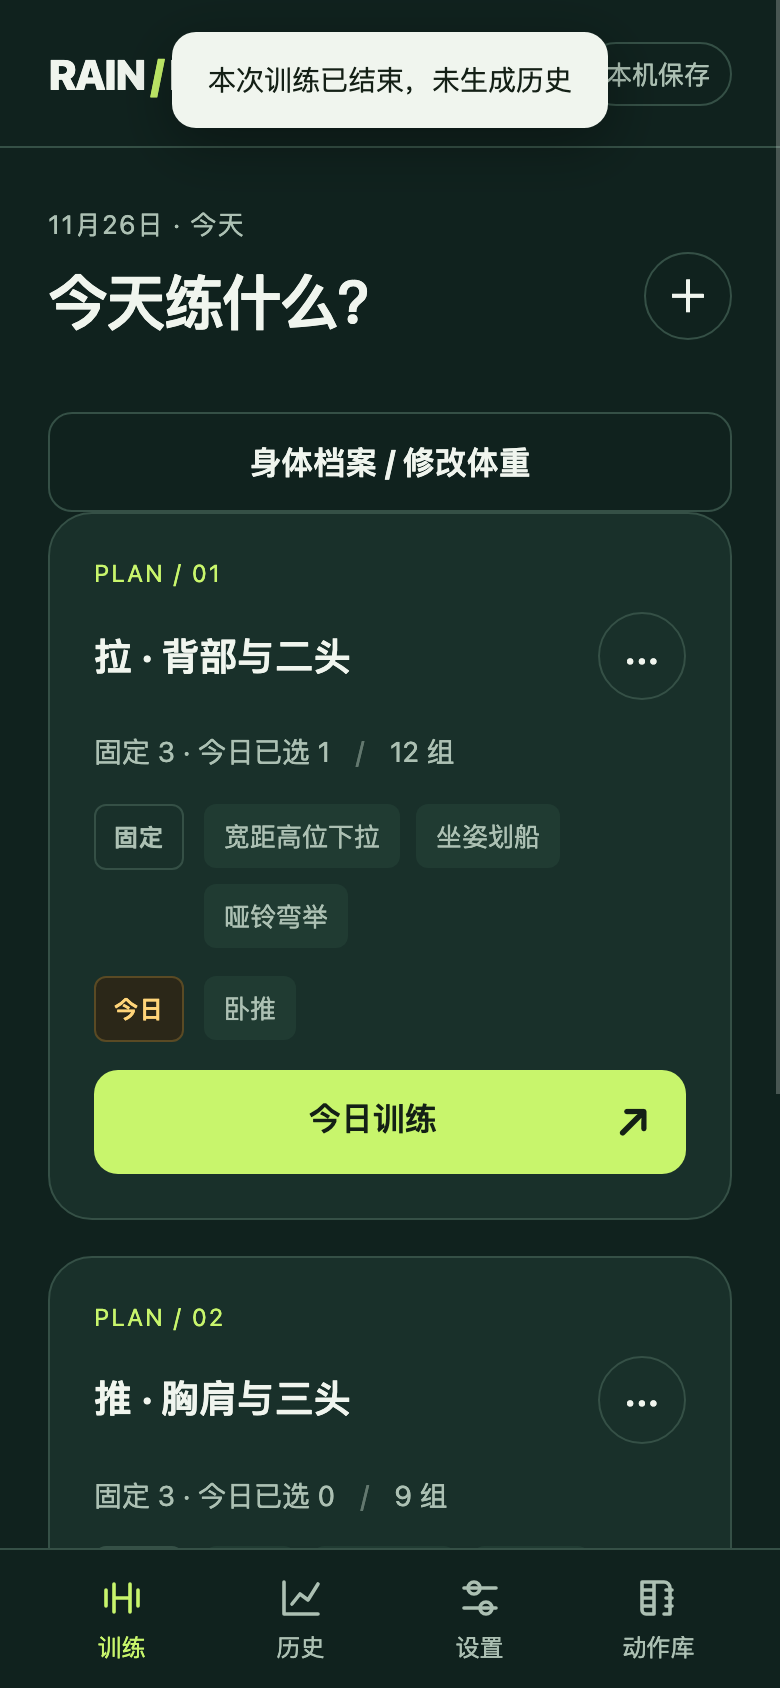 RAIN/
本次训练已结束，未生成历史
本机保存
11月26日 · 今天
今天练什么?
身体档案 / 修改体重
PLAN / 01
拉 · 背部与二头
固定 3 · 今日已选 1 / 12 组
固定 宽距高位下拉 坐姿划船
哑铃弯举
今日 卧推
今日训练
PLAN / 02
推 · 胸肩与三头
固定 3 · 今日已选 0 / 9 组
训练 历史 设置 动作库